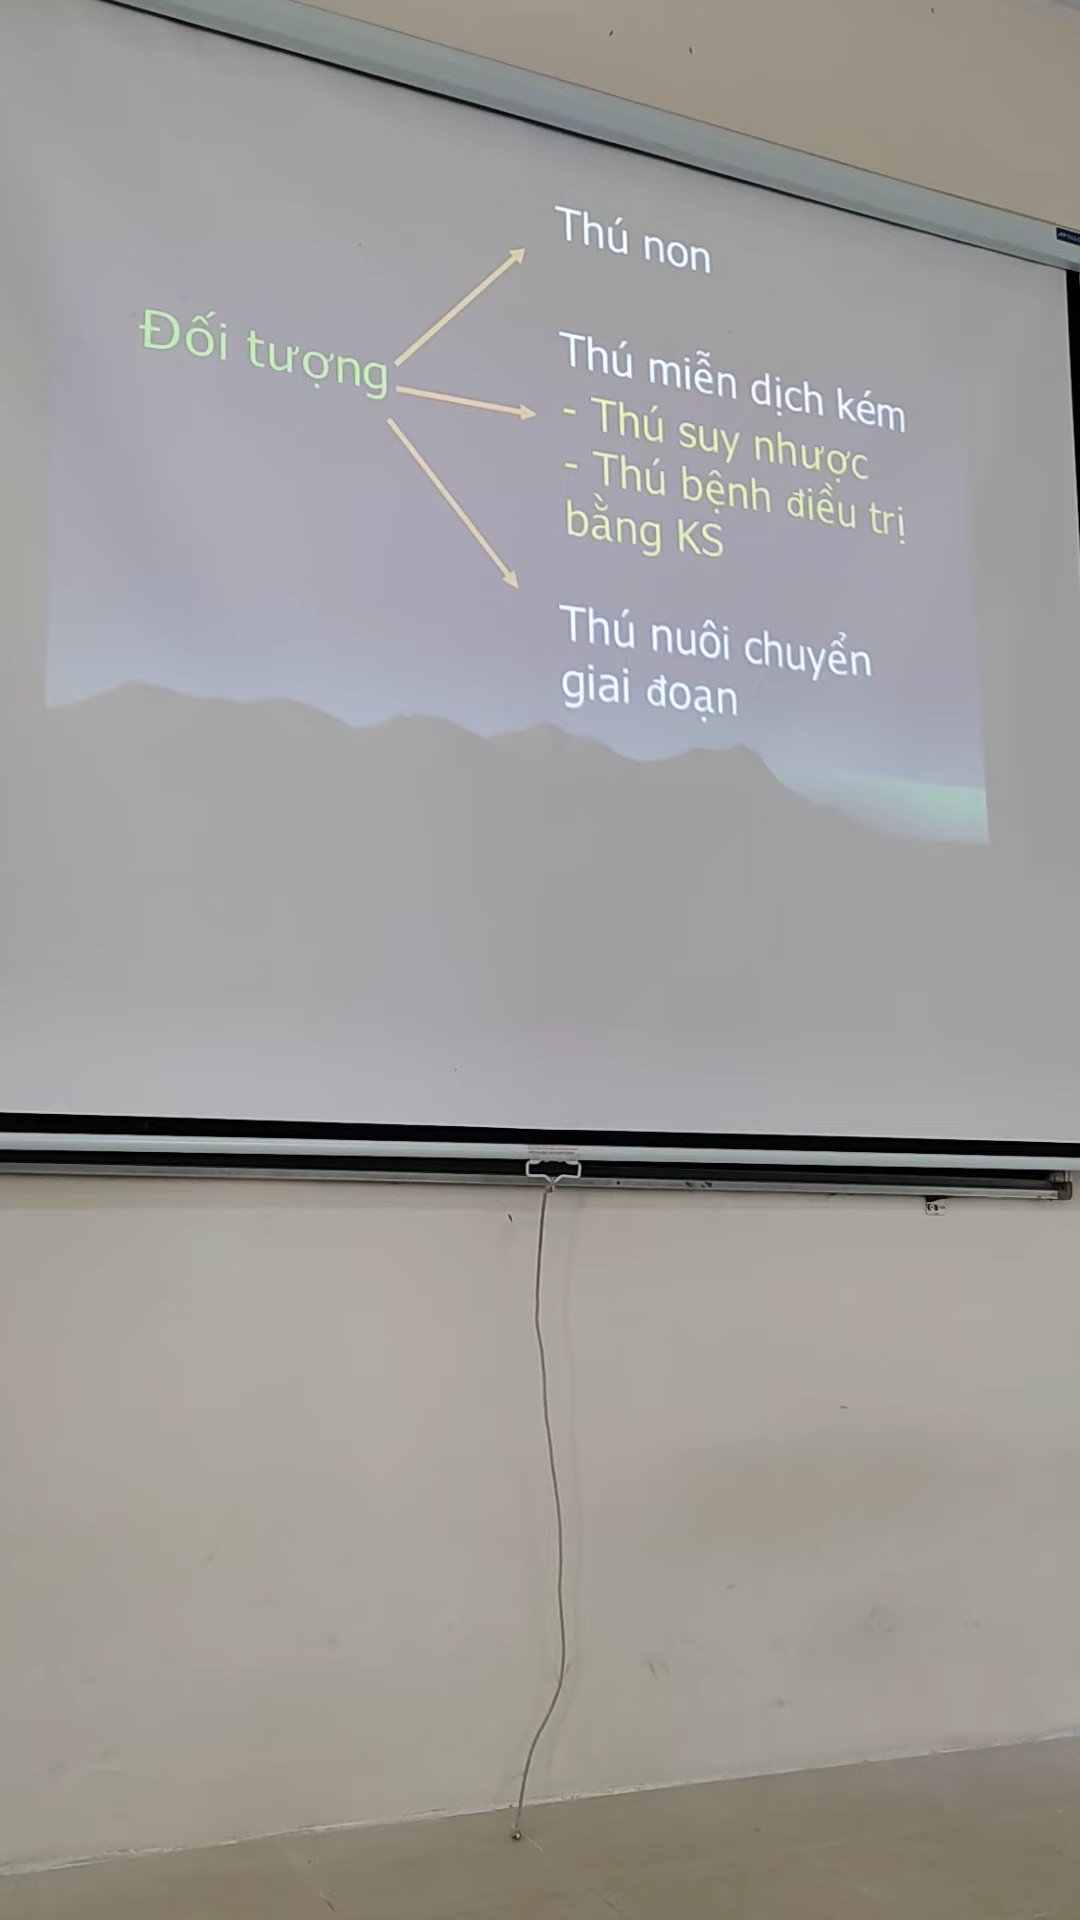 Đối tượng
Thú non
Thú miễn dịch kém
- Thú suy nhược
- Thú bệnh điều trị
bằng KS
Thú nuôi chuyển
giai đoạn